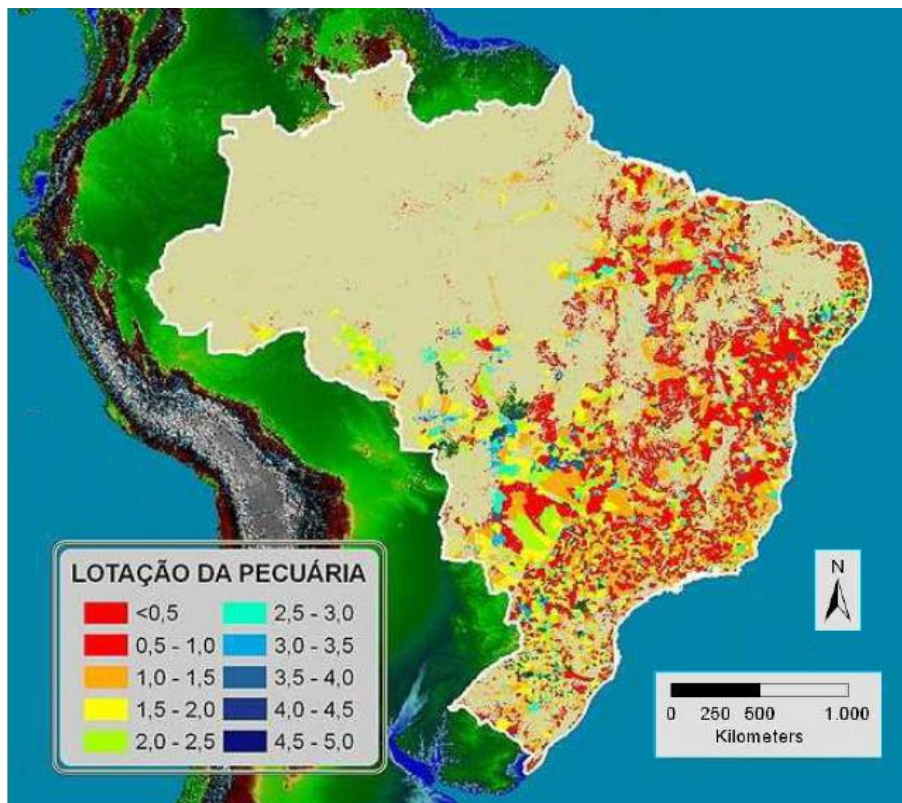 LOTAÇÃO DA PECUÁRIA
<0,5
0,5 - 1,0
1,0 - 1,5
1,5 - 2,0
2,0 - 2,5
2,5 - 3,0
3,0 - 3,5
3,5 - 4,0
4,0 - 4,5
4,5 - 5,0
N
0 250 500 1.000
Kilometers